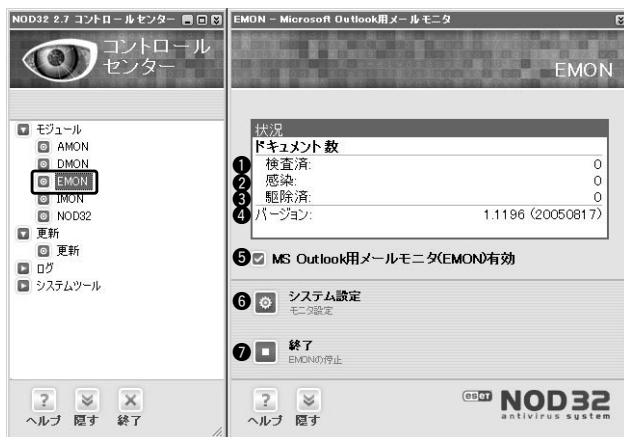 NOD32 2.7 コントロールセンター
コントロール
センター
モジュール
AMON
DMON
EMON
IMON
NOD32
更新
更新
ログ
システムツール
ヘルプ 隠す 終了
EMON - Microsoft Outlook用メールモニタ
EMON
状況
ドキュメント数
❶ 検査済: 0
❷ 感染: 0
❸ 駆除済: 0
❹ バージョン: 1.1196 (20050817)
❺ MS Outlook用メールモニタ(EMON)有効
❻ システム設定
モニタ設定
❼ 終了
EMONの停止
ヘルプ 隠す
eset NOD32
antivirus system